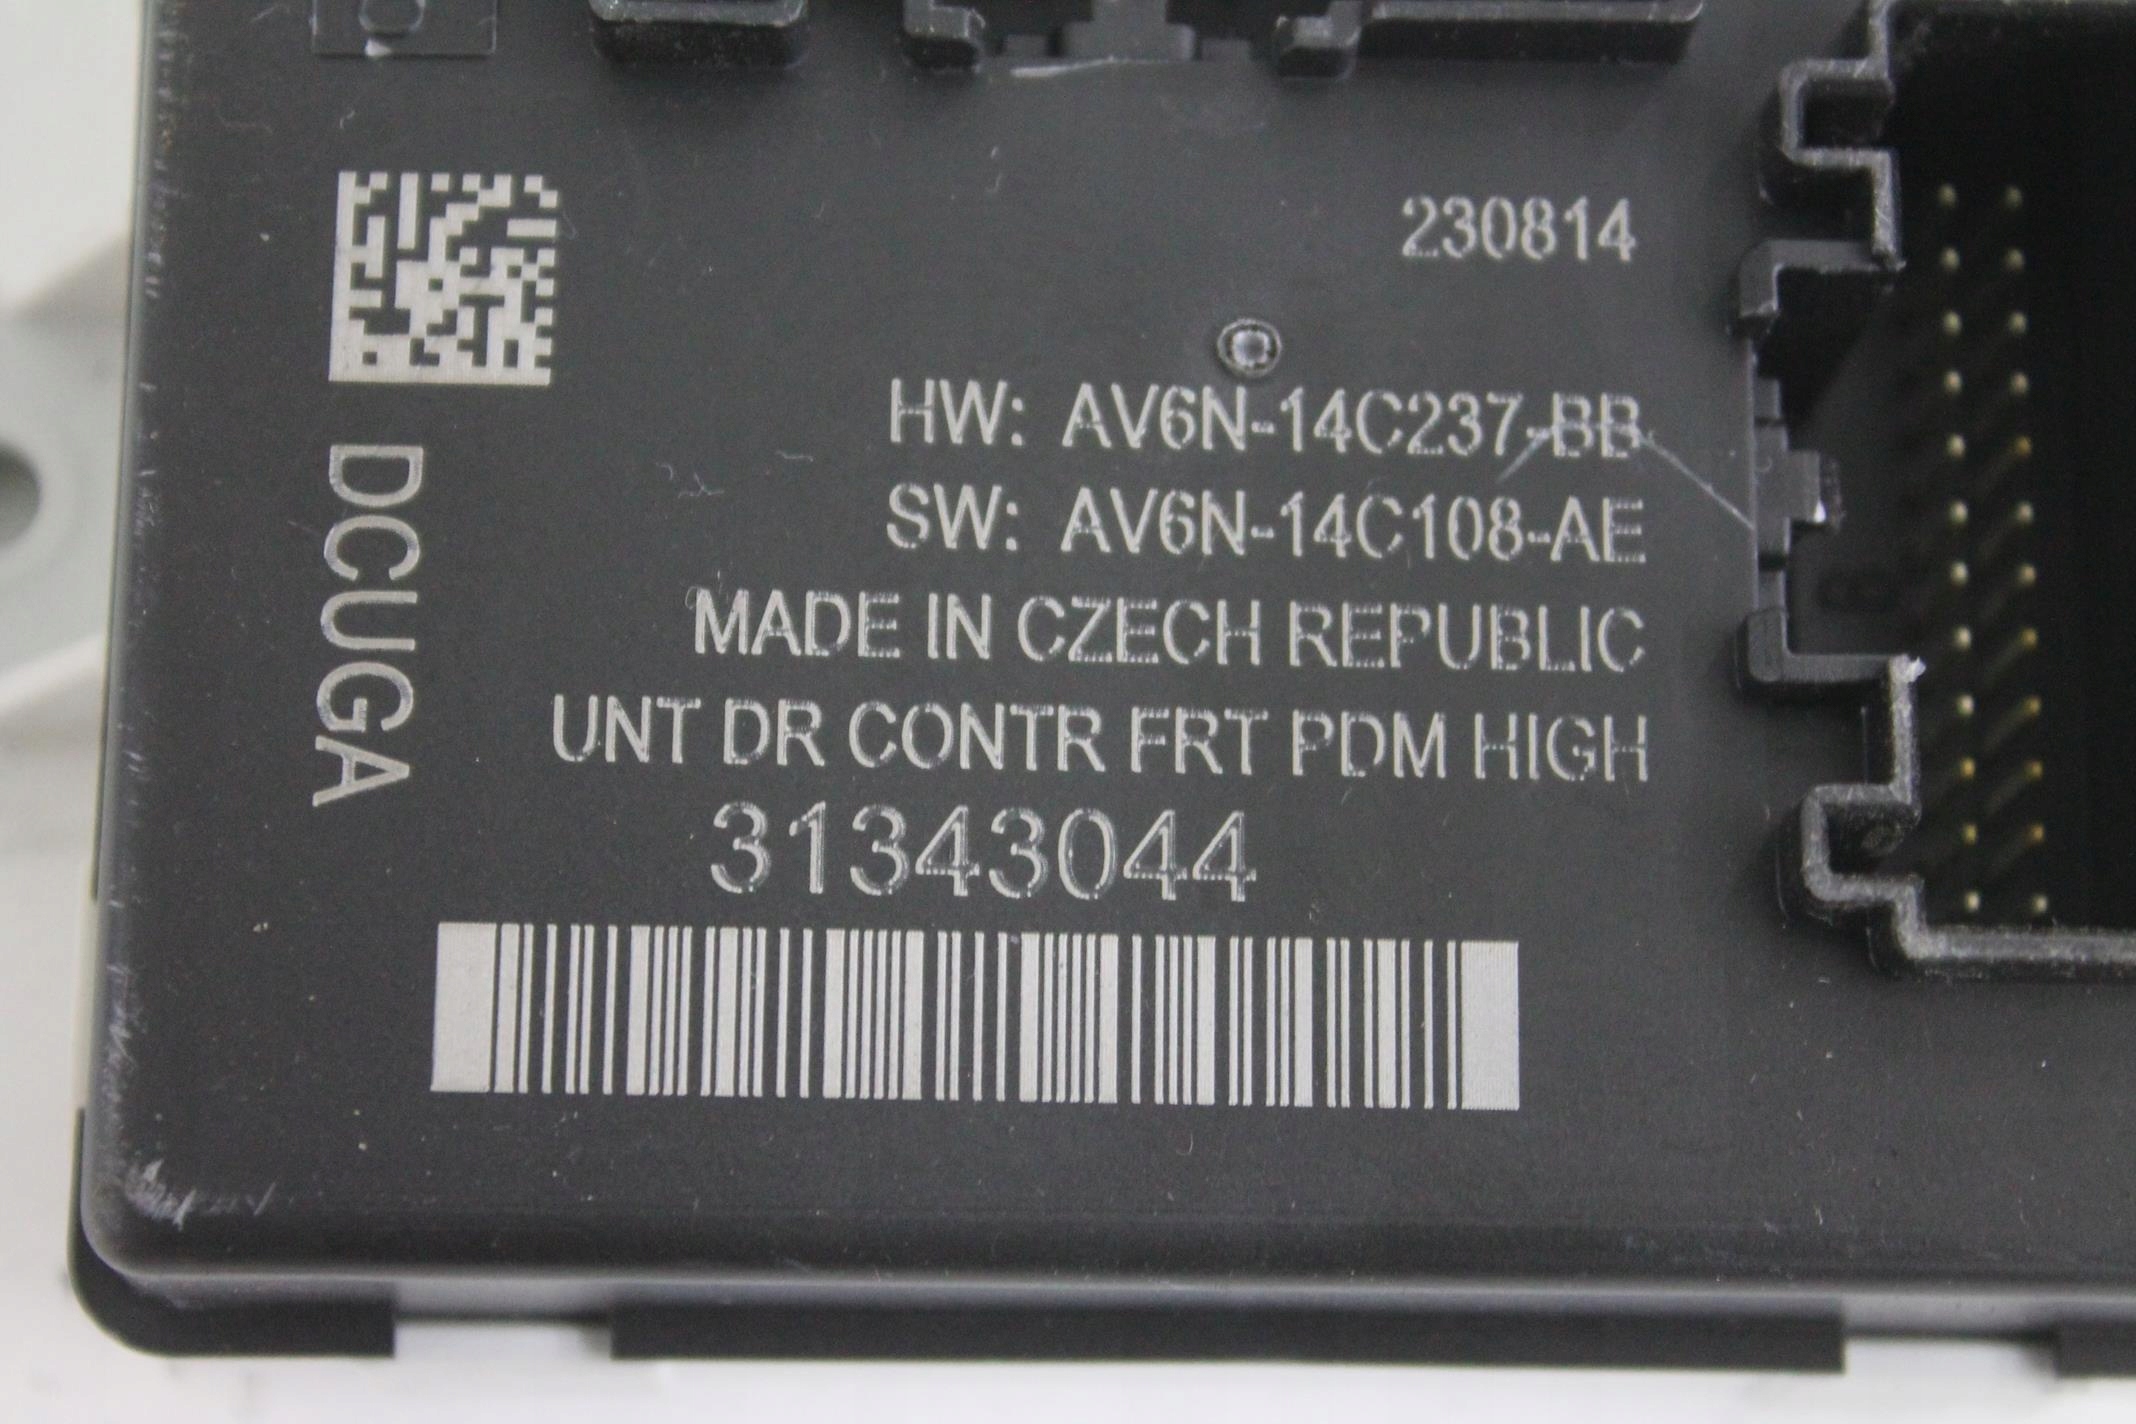 230814
HW: AV6N-14C237-BB
SW: AV6N-14C108-AE
MADE IN CZECH REPUBLIC
UNT DR CONTR FRT PDM HIGH
31343044
DCUGA